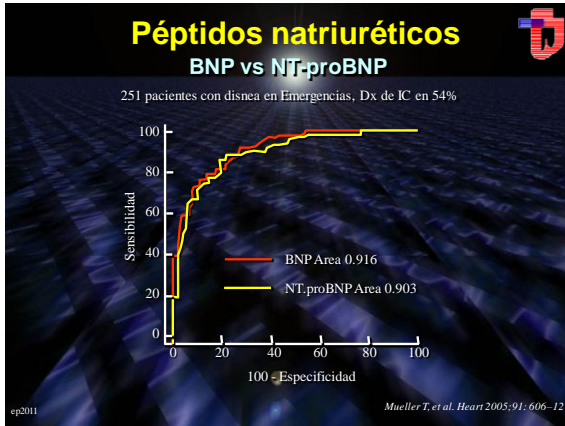 Péptidos natriuréticos
BNP vs NT-proBNP
251 pacientes con disnea en Emergencias, Dx de IC en 54%
100
80
60
40
20
0
Sensibilidad
BNP Area 0.916
NT.proBNP Area 0.903
0 20 40 60 80 100
100 - Especificidad
ep2011
Mueller T, et al. Heart 2005;91: 606–12